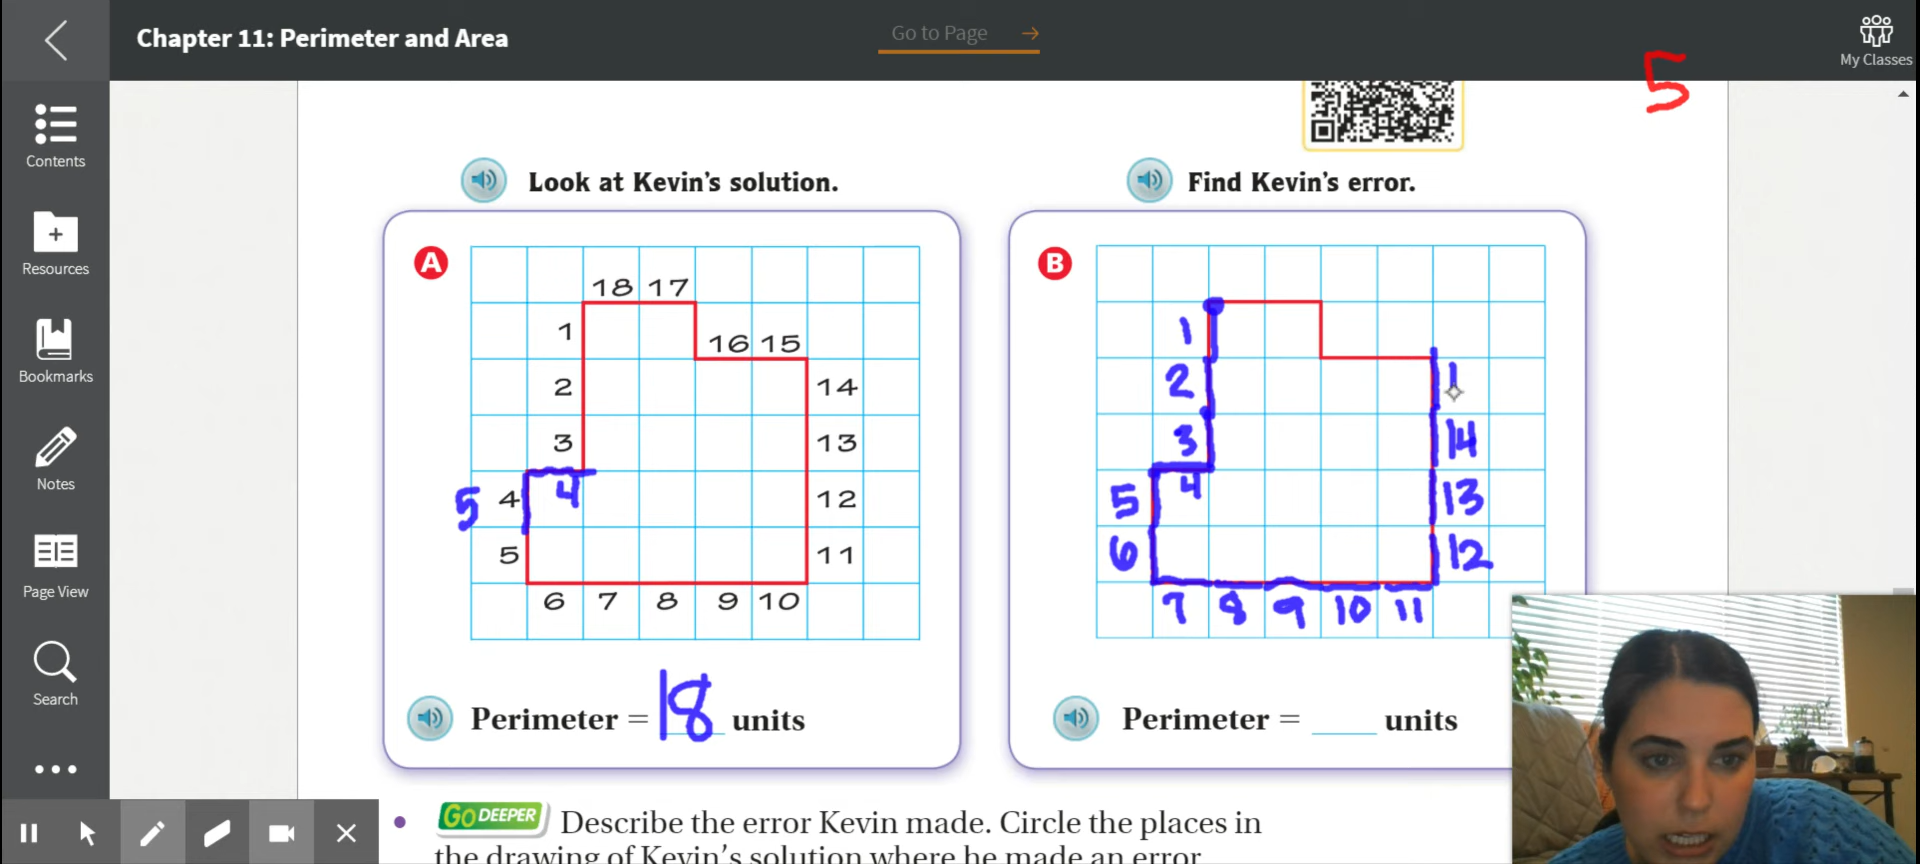 Chapter 11: Perimeter and Area
Go to Page →
My Classes
5
Contents
Resources
Bookmarks
Notes
Page View
Search
Look at Kevin's solution.
A
18 17
1
16 15
2
14
3
13
5 4 4
12
5
11
6 7 8 9 10
Perimeter = 18 units
Find Kevin's error.
B
1
2
1
3
14
5 4
13
6
12
7 8 9 10 11
Perimeter = ___ units
• GO DEEPER Describe the error Kevin made. Circle the places in
the drawing of Kevin's solution where he made an error